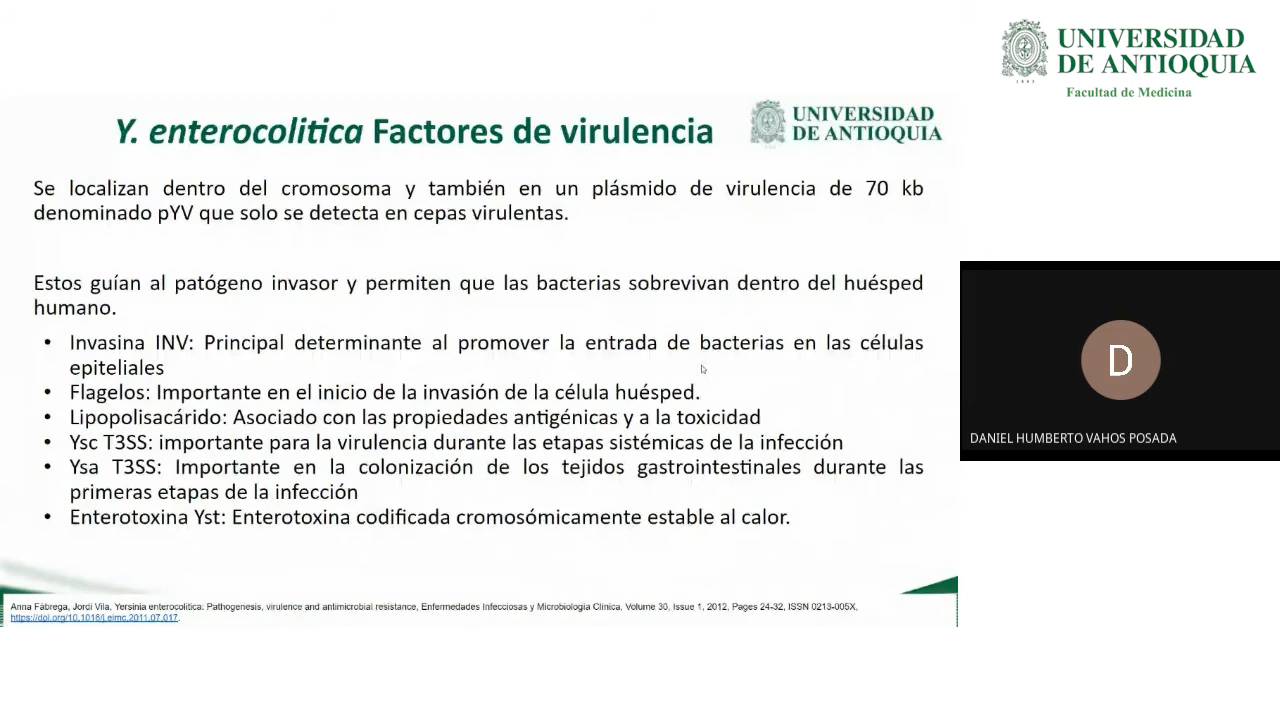 UNIVERSIDAD
DE ANTIOQUIA
Facultad de Medicina
Y. enterocolitica Factores de virulencia
UNIVERSIDAD
DE ANTIOQUIA
Se localizan dentro del cromosoma y también en un plásmido de virulencia de 70 kb
denominado pYV que solo se detecta en cepas virulentas.
Estos guían al patógeno invasor y permiten que las bacterias sobrevivan dentro del huésped
humano.
• Invasina INV: Principal determinante al promover la entrada de bacterias en las células
epiteliales
• Flagelos: Importante en el inicio de la invasión de la célula huésped.
• Lipopolisacárido: Asociado con las propiedades antigénicas y a la toxicidad
• Ysc T3SS: importante para la virulencia durante las etapas sistémicas de la infección
• Ysa T3SS: Importante en la colonización de los tejidos gastrointestinales durante las
primeras etapas de la infección
• Enterotoxina Yst: Enterotoxina codificada cromosómicamente estable al calor.
Anna Fàbrega, Jordi Vila, Yersinia enterocolitica: Pathogenesis, virulence and antimicrobial resistance, Enfermedades Infecciosas y Microbiología Clínica, Volume 30, Issue 1, 2012, Pages 24-32, ISSN 0213-005X,
https://doi.org/10.1016/j.eimc.2011.07.017.
D
DANIEL HUMBERTO VAHOS POSADA